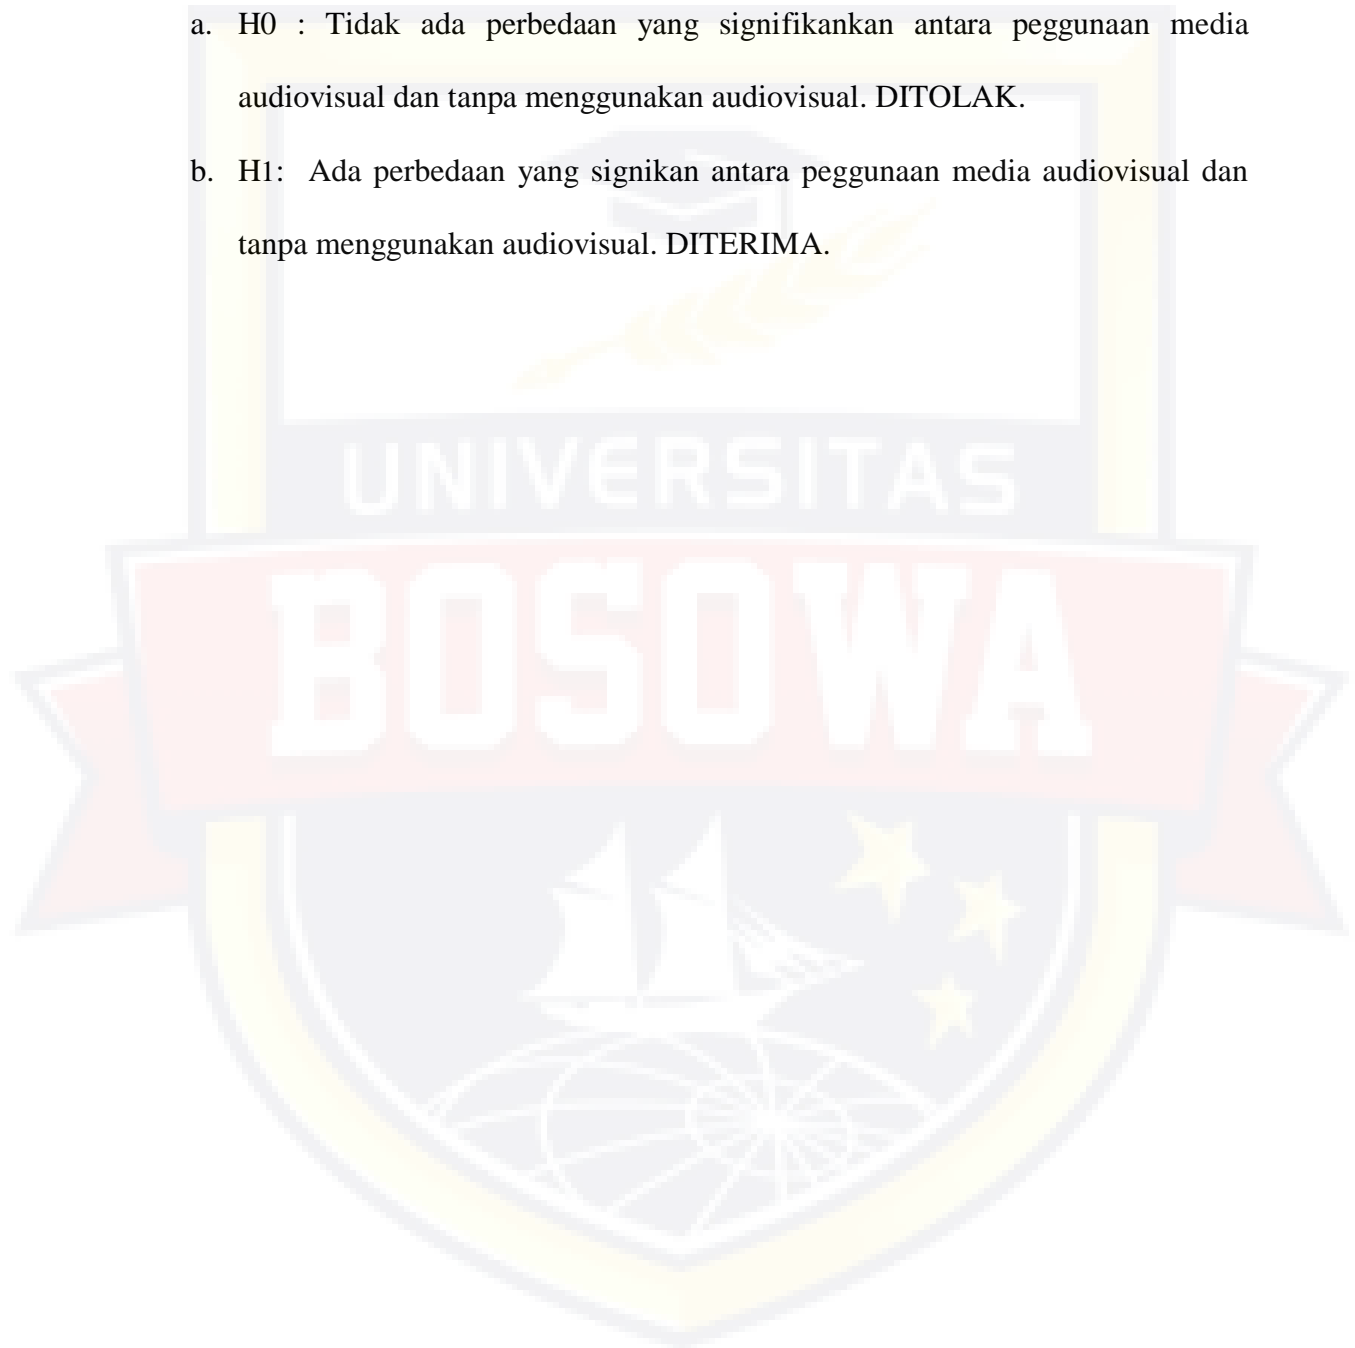 a. H0 : Tidak ada perbedaan yang signifikankan antara peggunaan media
audiovisual dan tanpa menggunakan audiovisual. DITOLAK.
b. H1: Ada perbedaan yang signikan antara peggunaan media audiovisual dan
tanpa menggunakan audiovisual. DITERIMA.
UNIVERSITAS
BOSOWA